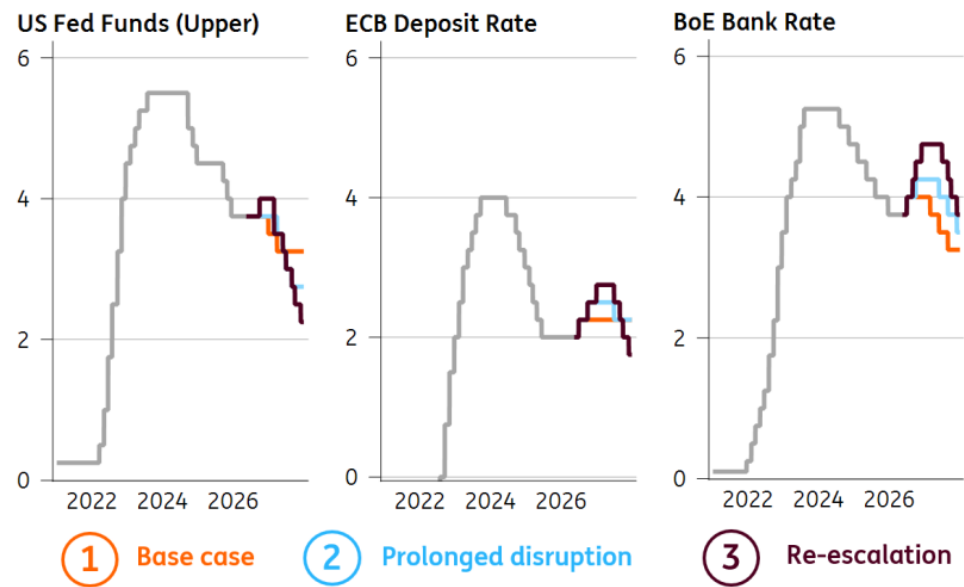 US Fed Funds (Upper)
6
4
2
0
2022 2024 2026
ECB Deposit Rate
6
4
2
0
2022 2024 2026
BoE Bank Rate
6
4
2
0
2022 2024 2026
1 Base case
2 Prolonged disruption
3 Re-escalation